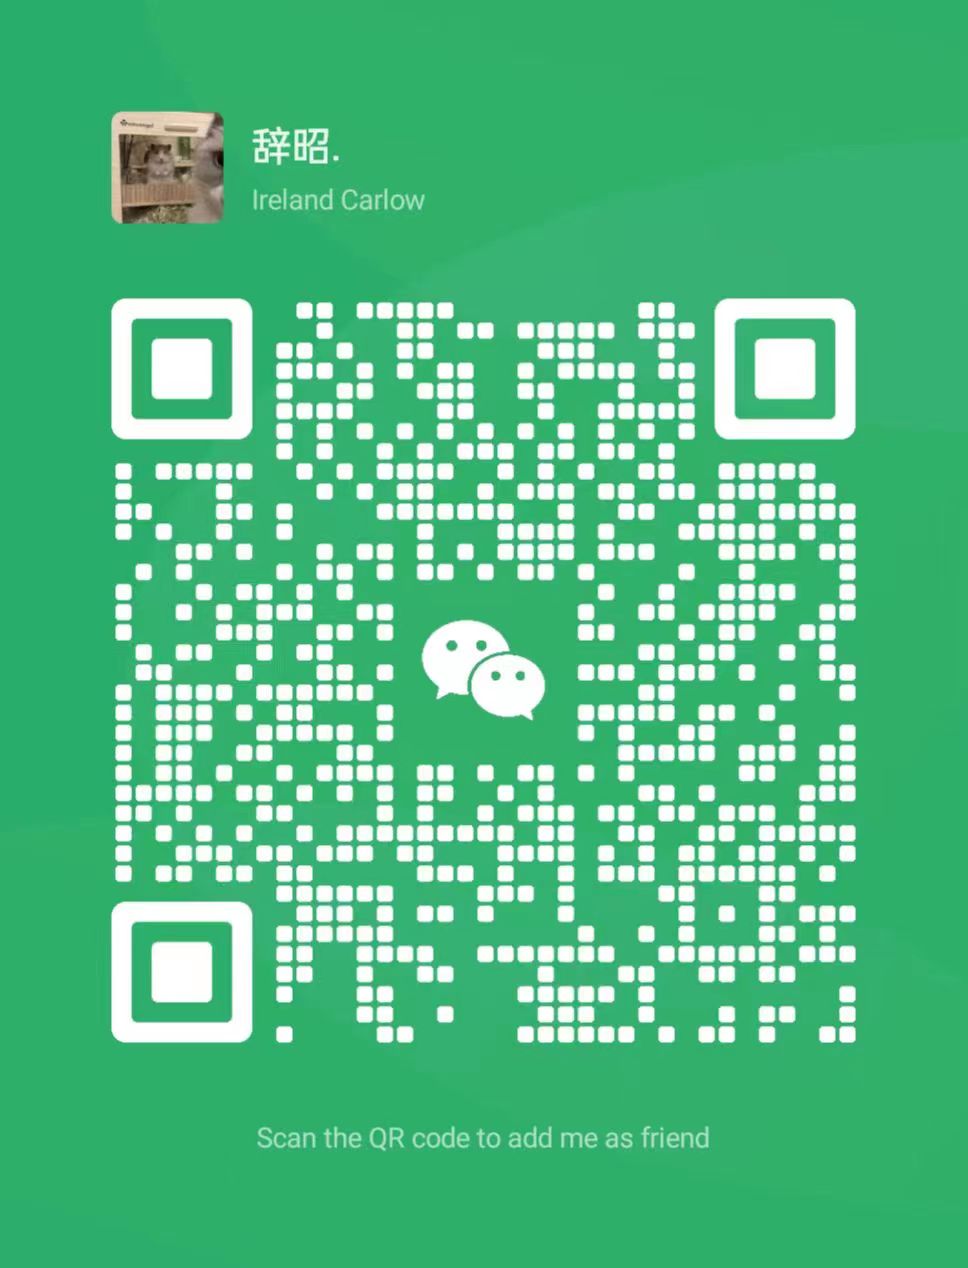 辞昭.
Ireland Carlow
Scan the QR code to add me as friend